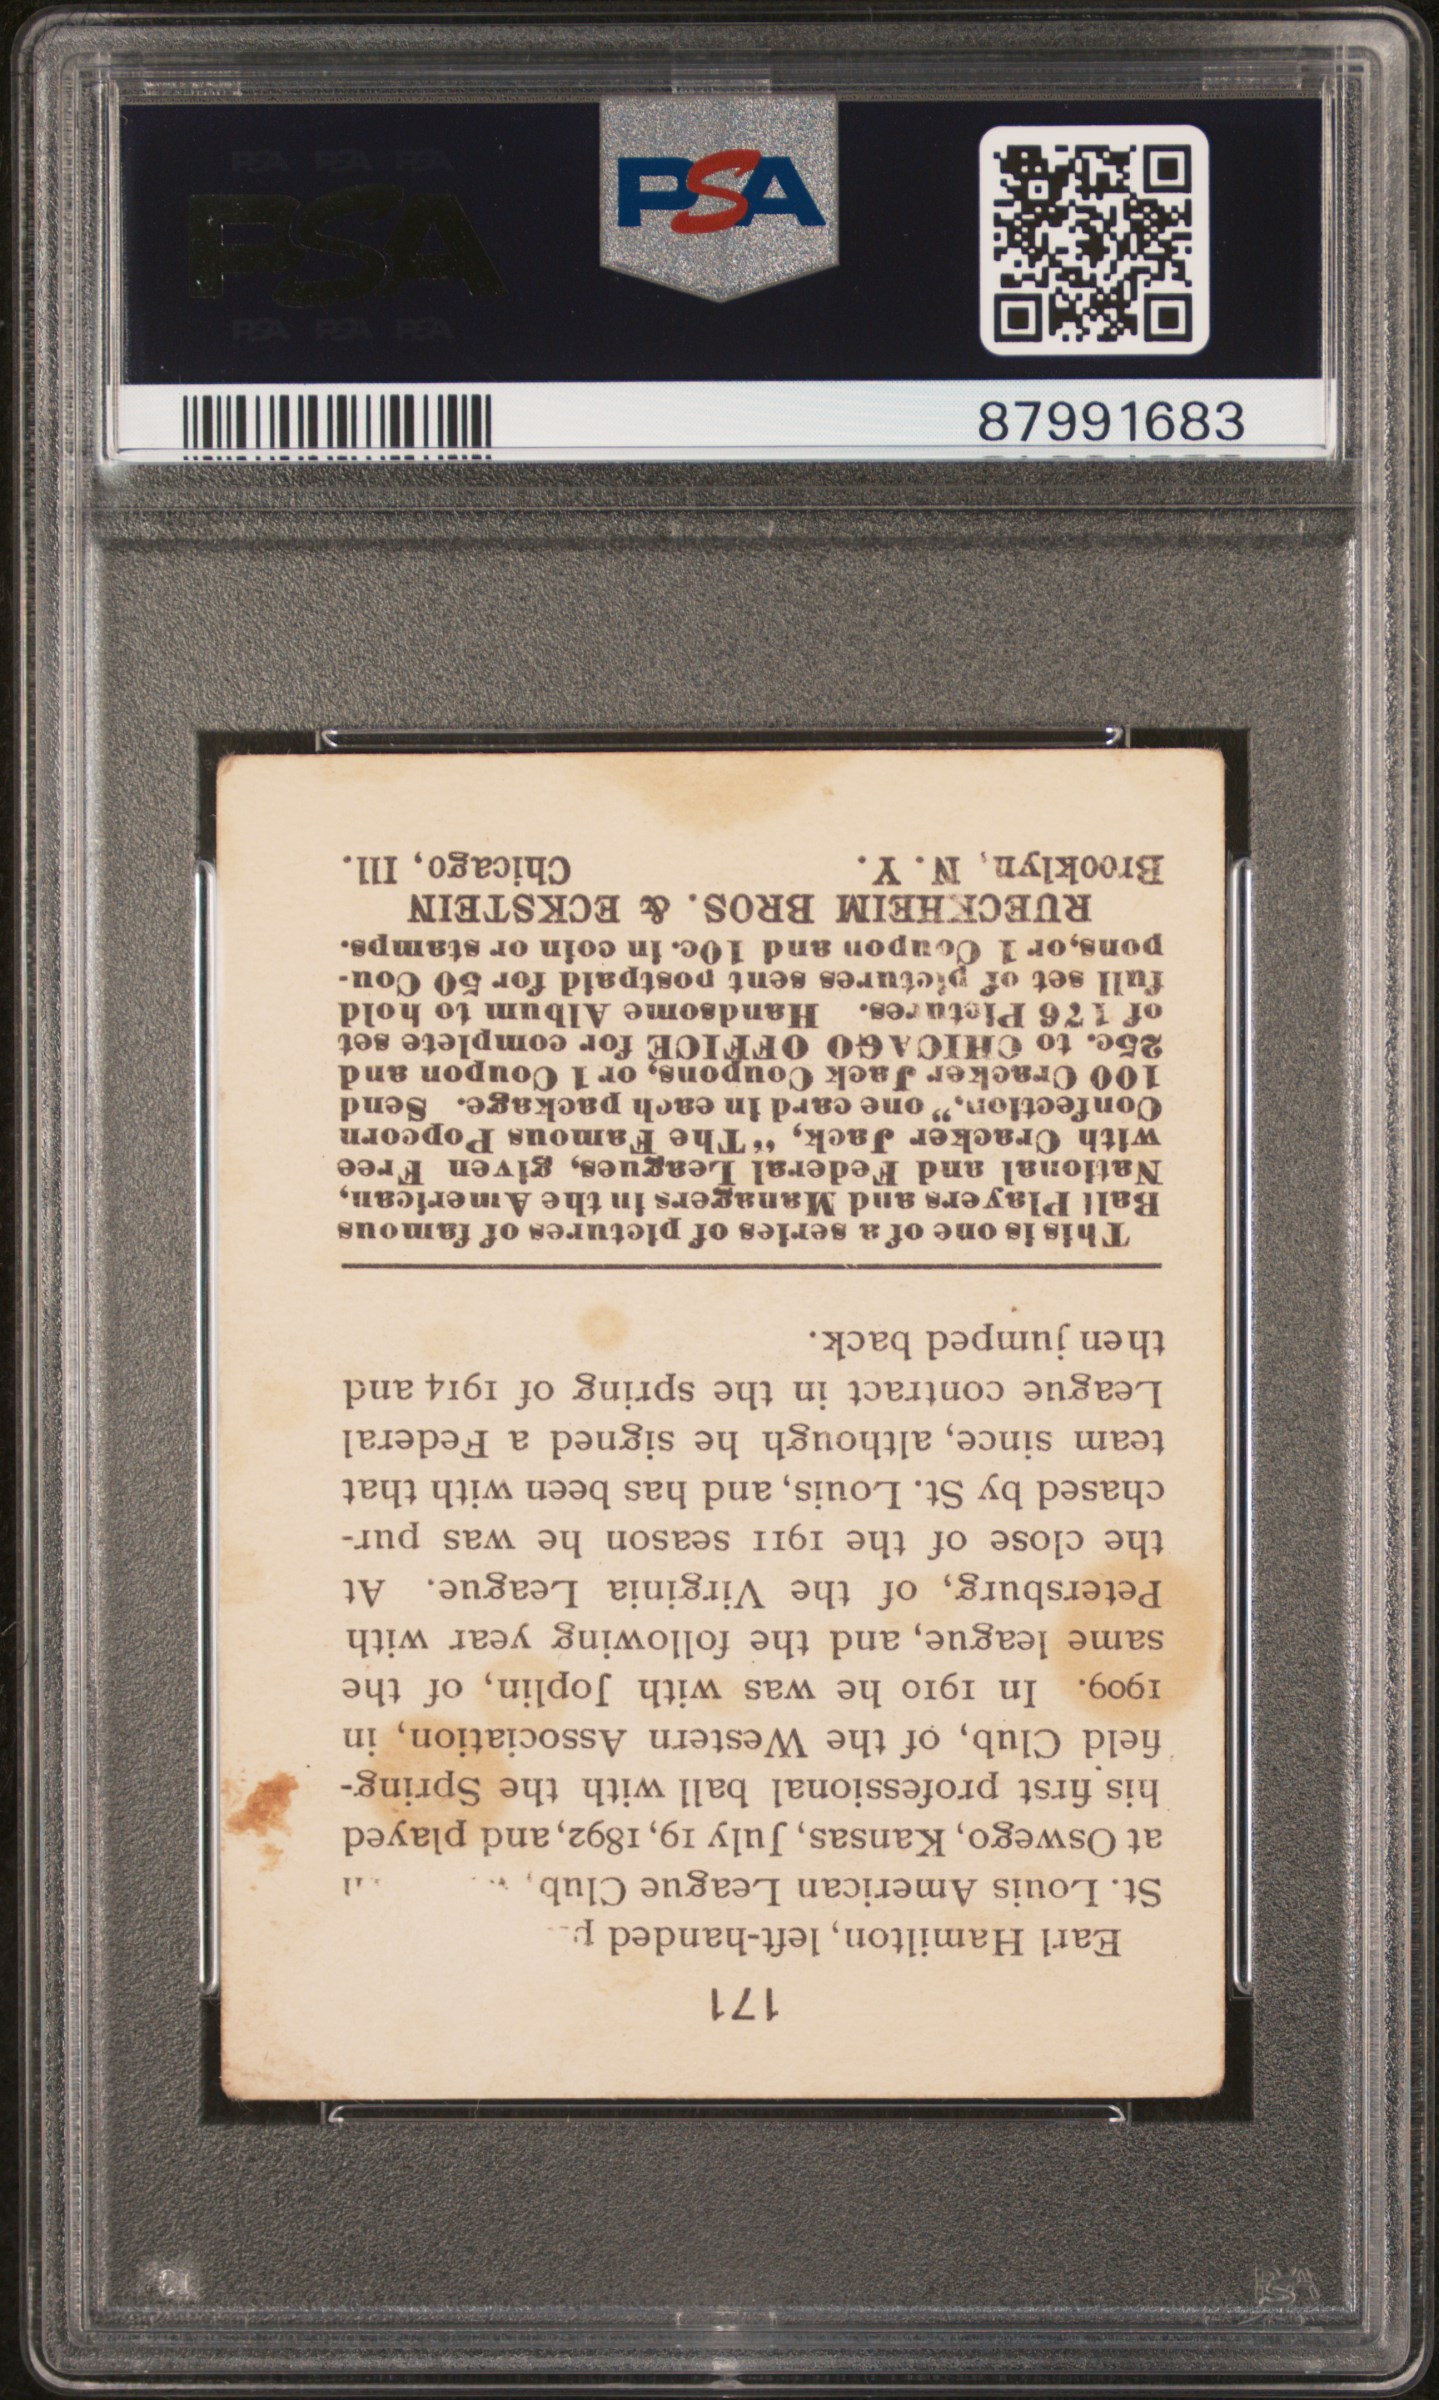 PSA PSA PSA
PSA
PSA PSA PSA
PSA
87991683
171
Earl Hamilton, left-handed
St. Louis American League Club,
at Oswego, Kansas, July 19, 1892, and played
his first professional ball with the Spring-
field Club, of the Western Association, in
1909. In 1910 he was with Joplin, of the
same league, and the following year with
Petersburg, of the Virginia League. At
the close of the 1911 season he was pur-
chased by St. Louis, and has been with that
team since, although he signed a Federal
League contract in the spring of 1914 and
then jumped back.
This is one of a series of pictures of famous
Ball Players and Managers in the American,
National and Federal Leagues, given Free
with Cracker Jack, "The Famous Popcorn
Confection," one card in each package. Send
100 Cracker Jack Coupons, or 1 Coupon and
25c. to CHICAGO OFFICE for complete set
of 176 Pictures. Handsome Album to hold
full set of pictures sent postpaid for 50 Cou-
pons, or 1 Coupon and 10c. in coin or stamps.
RUECKHEIM BROS. & ECKSTEIN
Brooklyn, N. Y. Chicago, Ill.
PSA